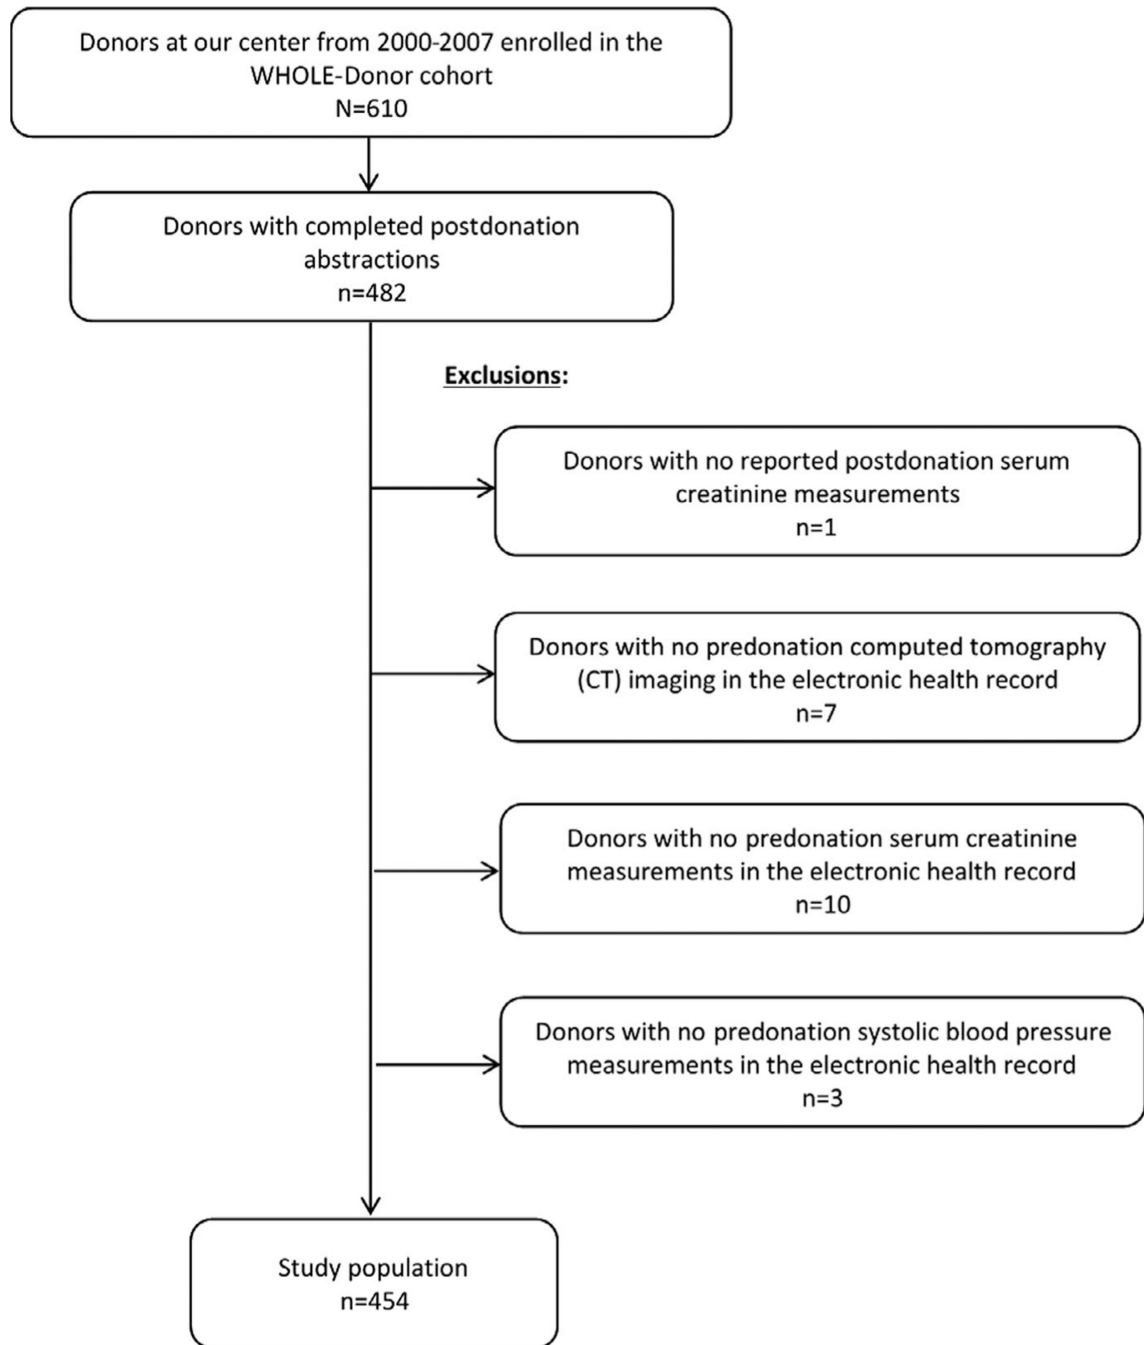 Donors at our center from 2000-2007 enrolled in the
WHOLE-Donor cohort
N=610
Donors with completed postdonation
abstractions
n=482
Exclusions:
Donors with no reported postdonation serum
creatinine measurements
n=1
Donors with no predonation computed tomography
(CT) imaging in the electronic health record
n=7
Donors with no predonation serum creatinine
measurements in the electronic health record
n=10
Donors with no predonation systolic blood pressure
measurements in the electronic health record
n=3
Study population
n=454